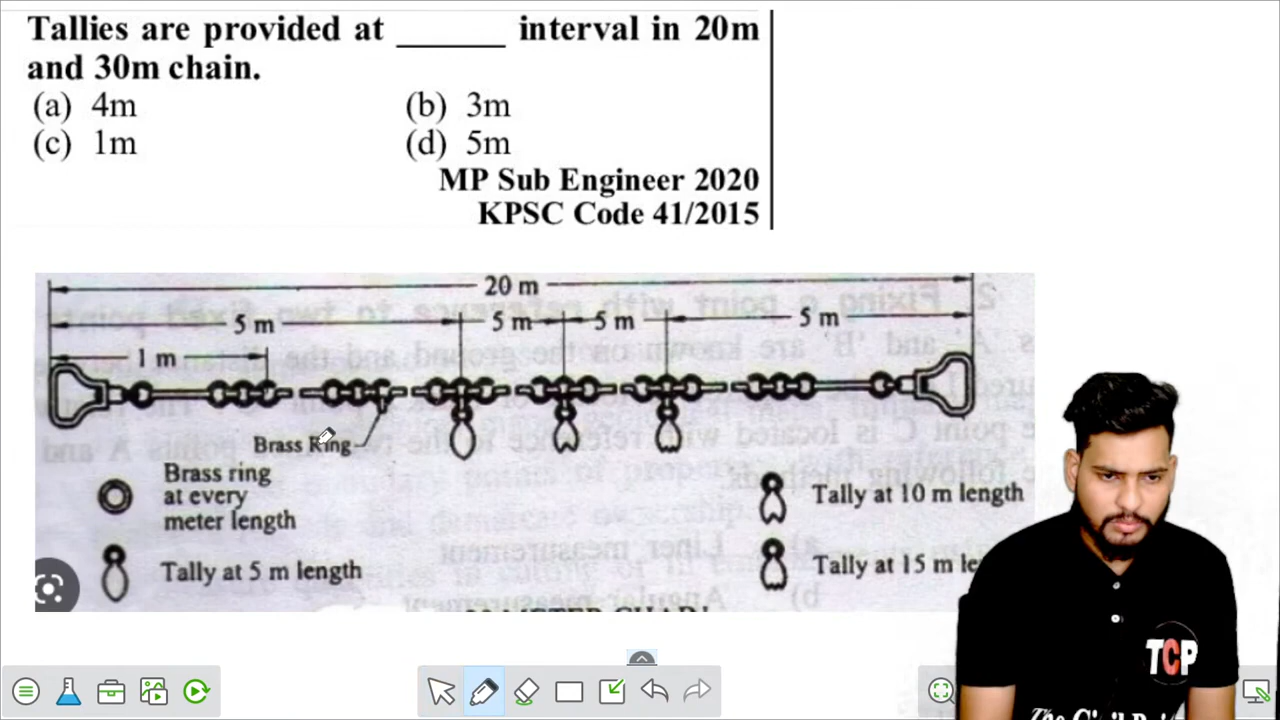 Tallies are provided at ______ interval in 20m
and 30m chain.
(a) 4m (b) 3m
(c) 1m (d) 5m
MP Sub Engineer 2020
KPSC Code 41/2015
20 m
5 m 5 m 5 m 5 m
1 m
Brass Ring
Brass ring
at every
meter length
Tally at 5 m length
Tally at 10 m length
Tally at 15 m le
TCP